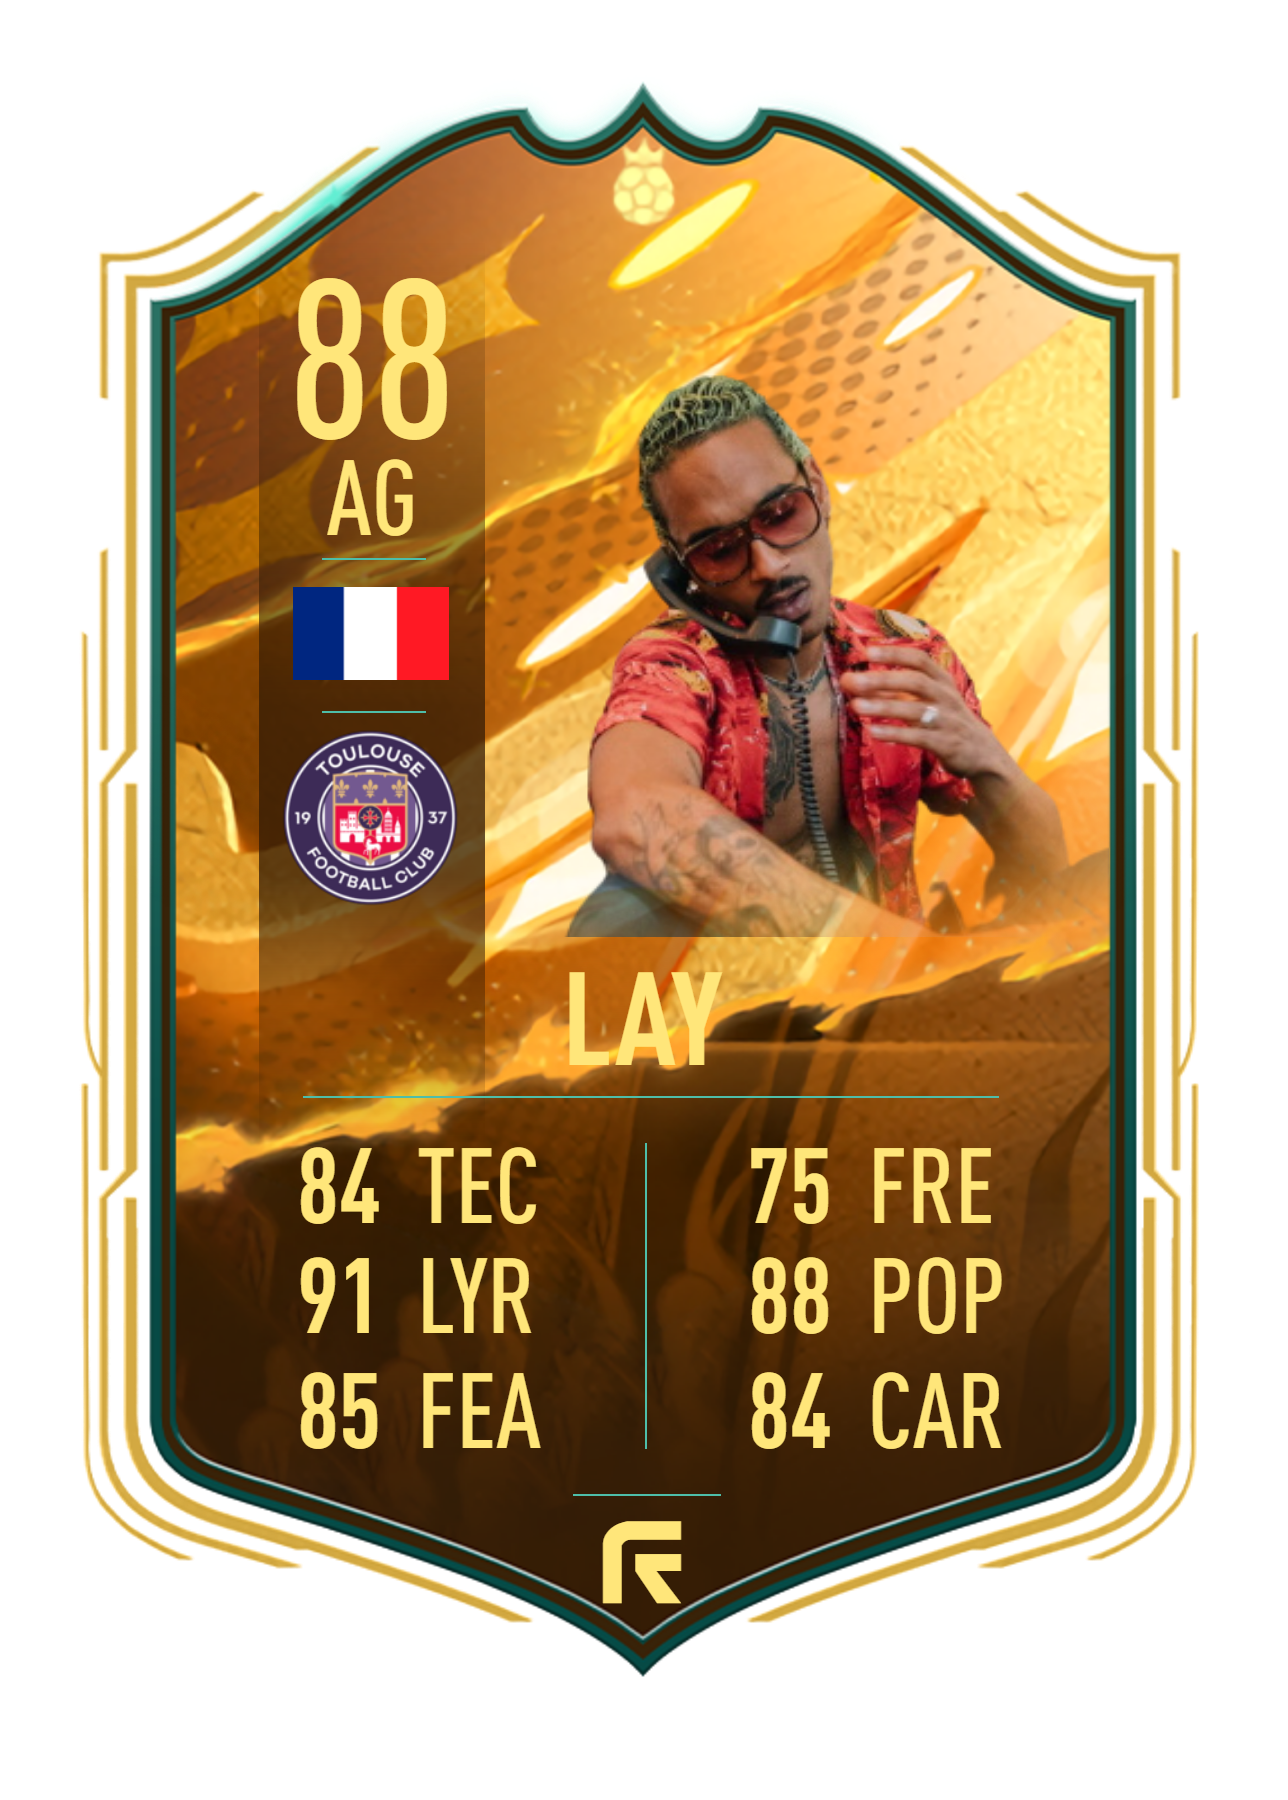 88
AG
TOULOUSE
19 37
FOOTBALL CLUB
LAY
84 TEC 75 FRE
91 LYR 88 POP
85 FEA 84 CAR